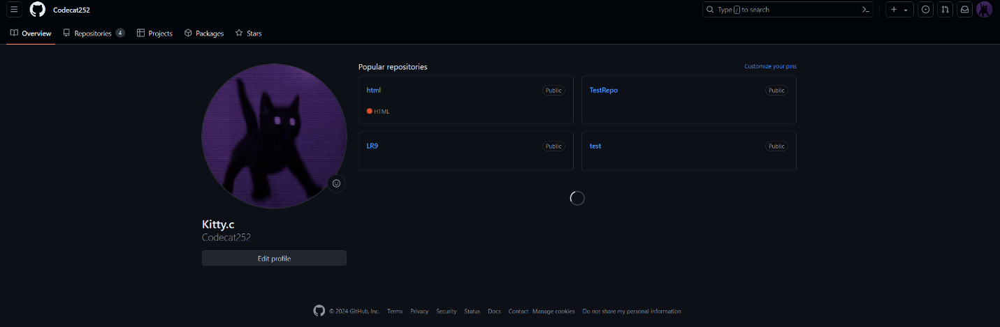 Codecat252
Type / to search
Overview
Repositories 4
Projects
Packages
Stars
Popular repositories
Customize your pins
html
Public
HTML
TestRepo
Public
LR9
Public
test
Public
Kitty.c
Codecat252
Edit profile
© 2024 GitHub, Inc. Terms Privacy Security Status Docs Contact Manage cookies Do not share my personal information